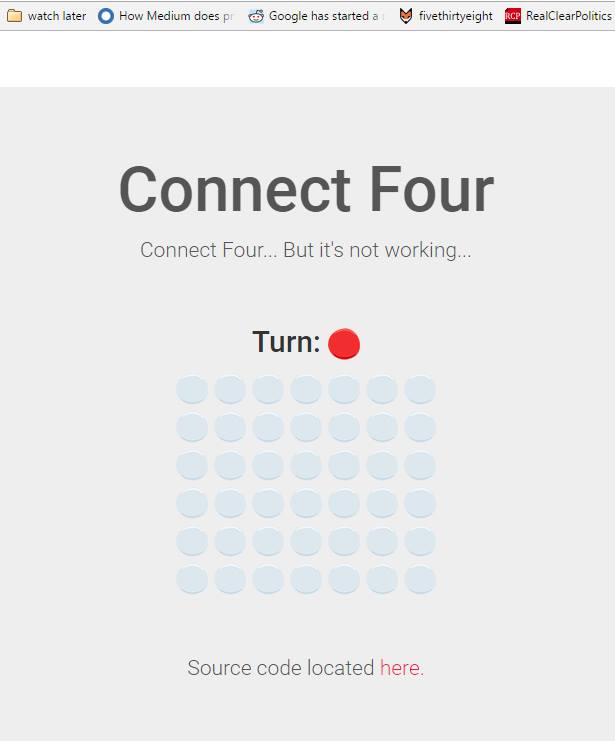 watch later How Medium does pr Google has started a fivethirtyeight RCP RealClearPolitics
Connect Four
Connect Four... But it's not working...
Turn:
Source code located here.